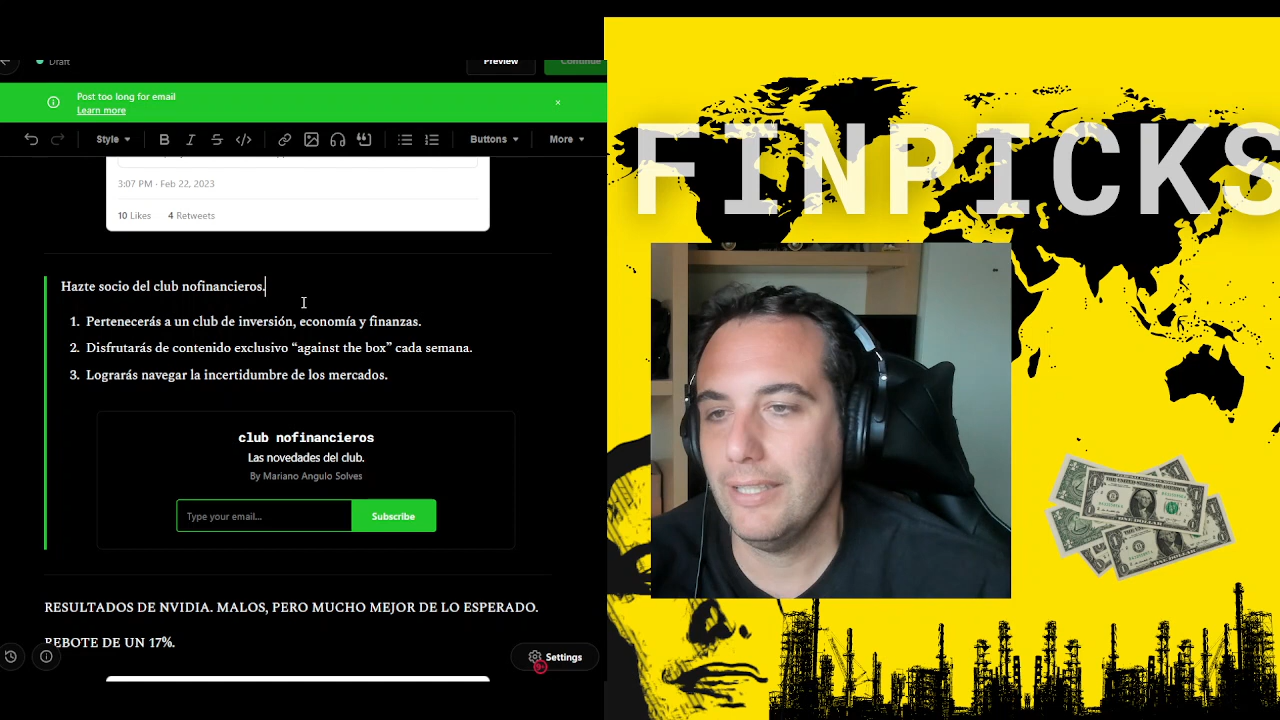 Draft
Preview
Continue
Post too long for email
Learn more
Style
Buttons
More
3:07 PM · Feb 22, 2023
10 Likes 4 Retweets
Hazte socio del club nofinancieros.
1. Pertenecerás a un club de inversión, economía y finanzas.
2. Disfrutarás de contenido exclusivo “against the box” cada semana.
3. Lograrás navegar la incertidumbre de los mercados.
club nofinancieros
Las novedades del club.
By Mariano Angulo Solves
Type your email...
Subscribe
RESULTADOS DE NVIDIA. MALOS, PERO MUCHO MEJOR DE LO ESPERADO.
REBOTE DE UN 17%.
Settings
FINPICKS